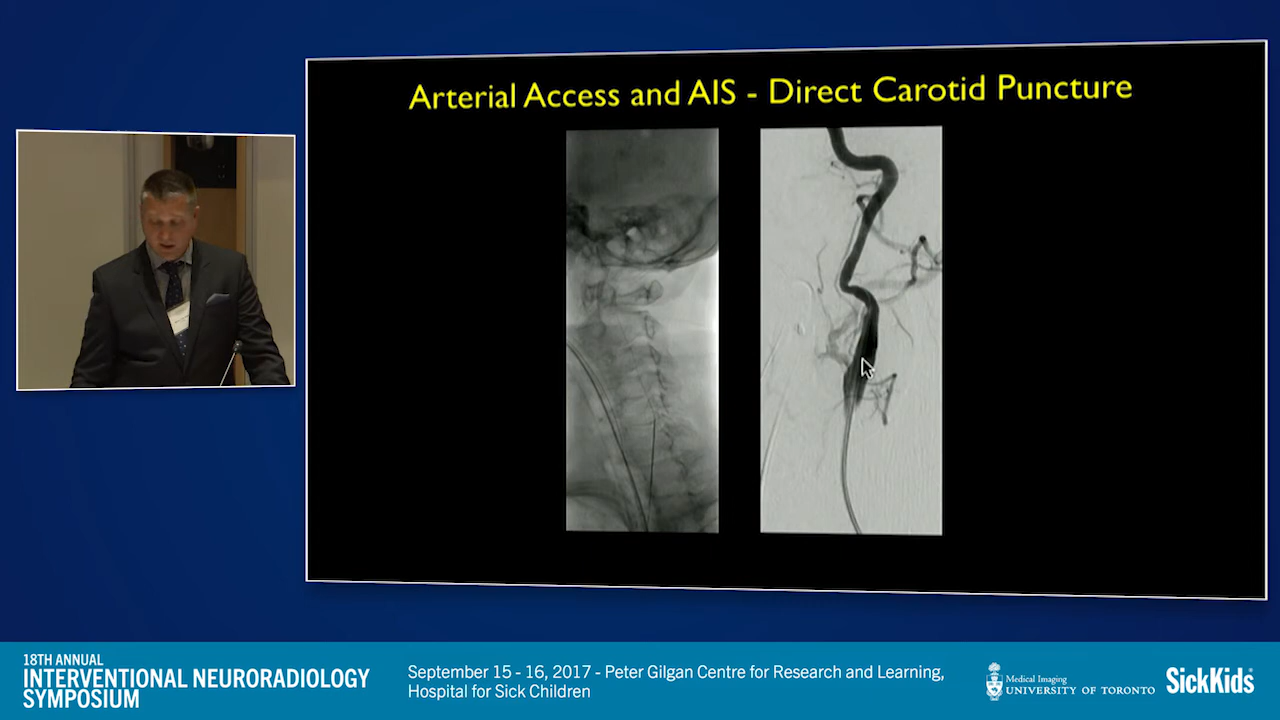 Arterial Access and AIS - Direct Carotid Puncture
18TH ANNUAL
INTERVENTIONAL NEURORADIOLOGY
SYMPOSIUM
September 15 - 16, 2017 - Peter Gilgan Centre for Research and Learning,
Hospital for Sick Children
Medical Imaging
UNIVERSITY OF TORONTO
SickKids